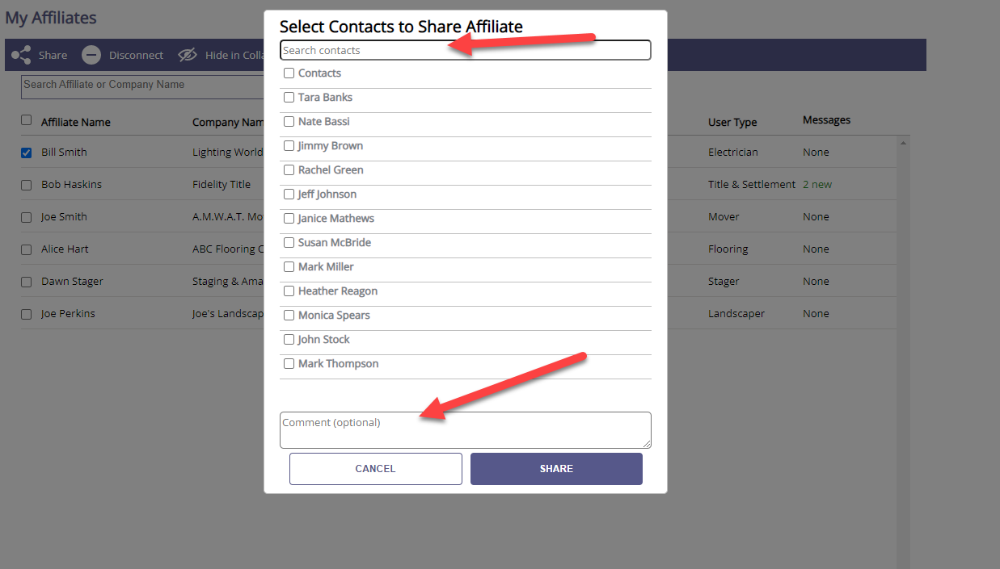 My Affiliates
Share Disconnect Hide in Colla
Search Affiliate or Company Name
Affiliate Name Company Nam User Type Messages
Bill Smith Lighting World Electrician None
Bob Haskins Fidelity Title Title & Settlement 2 new
Joe Smith A.M.W.A.T. Mo Mover None
Alice Hart ABC Flooring C Flooring None
Dawn Stager Staging & Ama Stager None
Joe Perkins Joe's Landscap Landscaper None
Select Contacts to Share Affiliate
Search contacts
Contacts
Tara Banks
Nate Bassi
Jimmy Brown
Rachel Green
Jeff Johnson
Janice Mathews
Susan McBride
Mark Miller
Heather Reagon
Monica Spears
John Stock
Mark Thompson
Comment (optional)
CANCEL SHARE